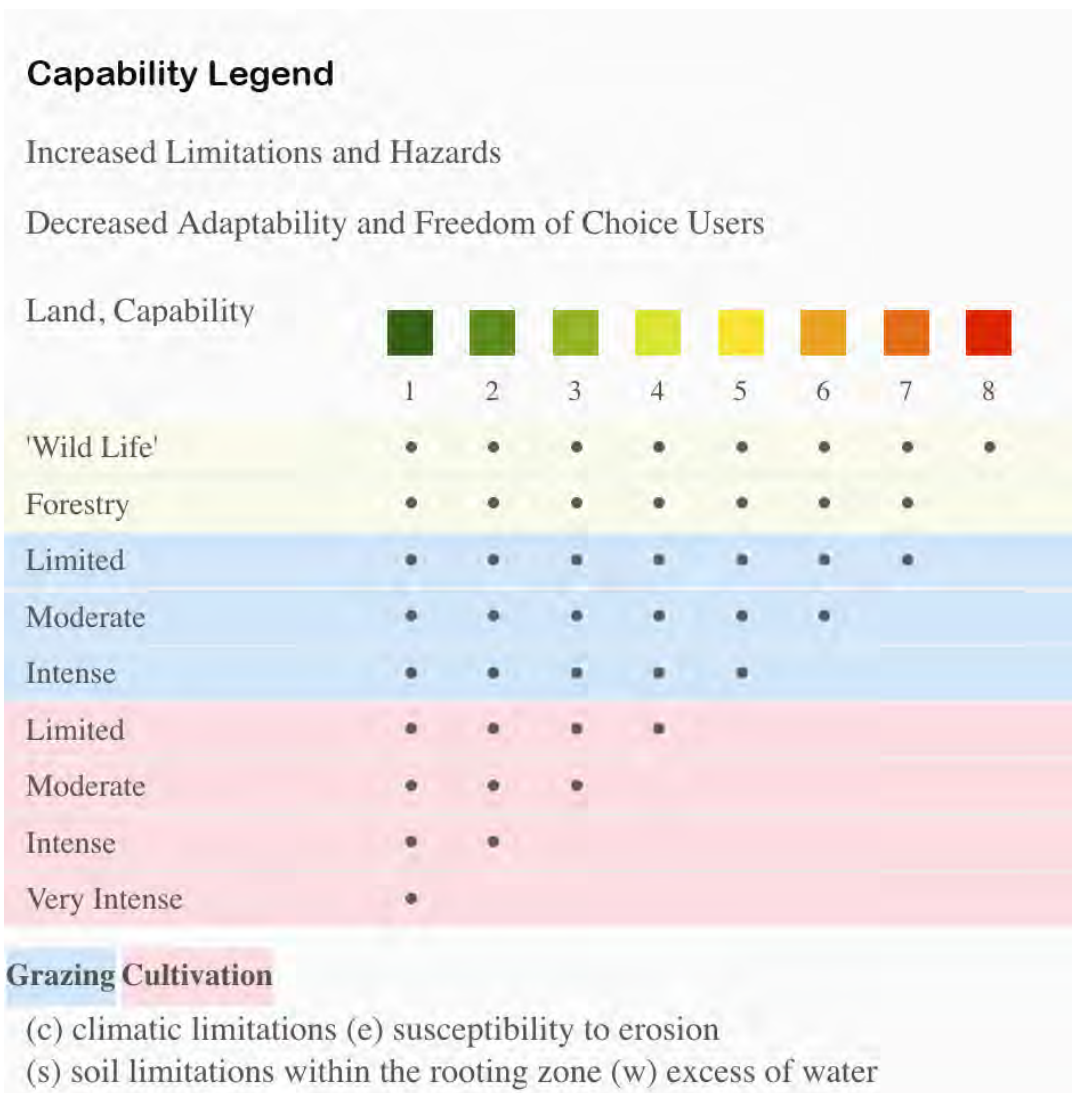 Capability Legend
Increased Limitations and Hazards
Decreased Adaptability and Freedom of Choice Users
Land, Capability
1 2 3 4 5 6 7 8
'Wild Life' • • • • • • • •
Forestry • • • • • • •
Limited • • • • • • •
Moderate • • • • • •
Intense • • • • •
Limited • • • •
Moderate • • •
Intense • •
Very Intense •
Grazing Cultivation
(c) climatic limitations (e) susceptibility to erosion
(s) soil limitations within the rooting zone (w) excess of water